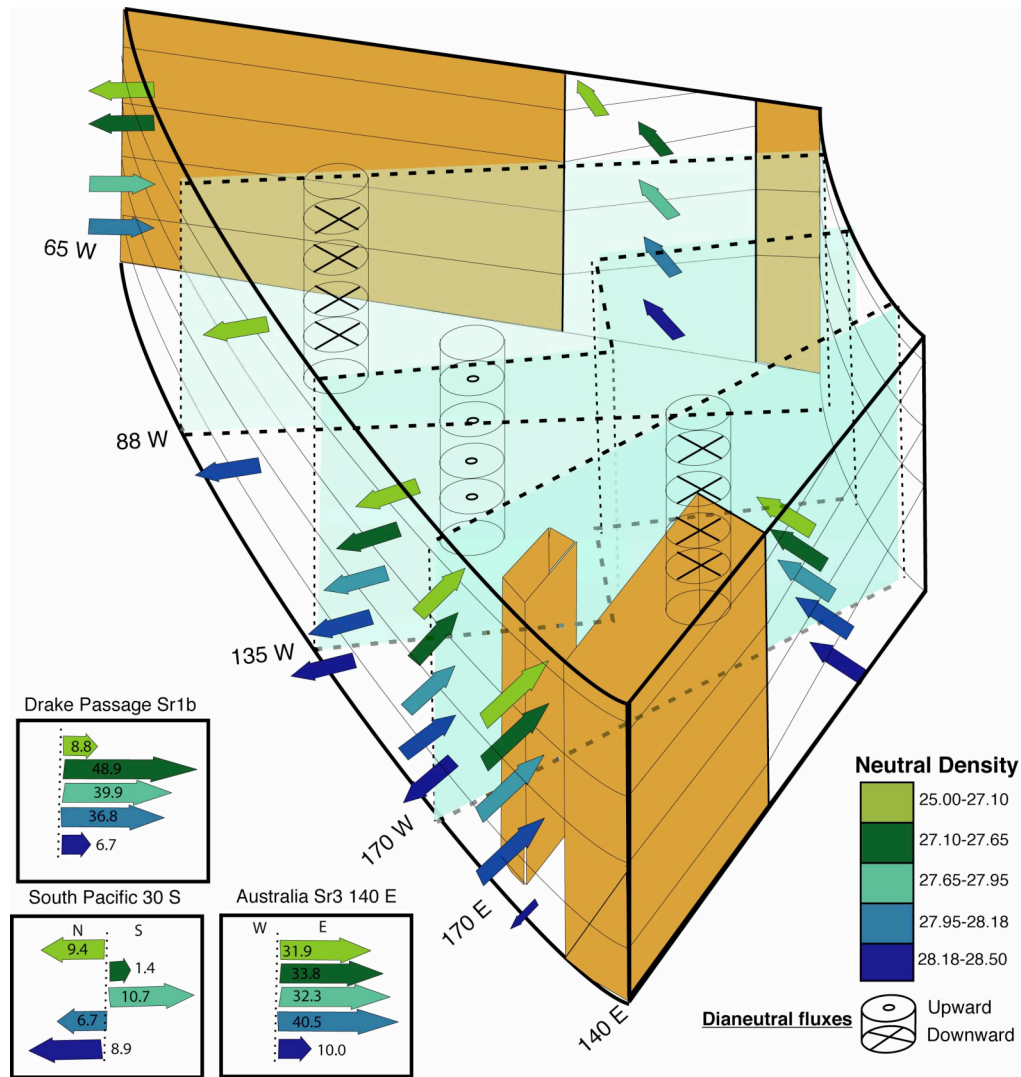 65 W
88 W
135 W
170 W
170 E
140 E
Drake Passage Sr1b
8.8
48.9
39.9
36.8
6.7
South Pacific 30 S
N S
9.4
1.4
10.7
6.7
8.9
Australia Sr3 140 E
W E
31.9
33.8
32.3
40.5
10.0
Neutral Density
25.00-27.10
27.10-27.65
27.65-27.95
27.95-28.18
28.18-28.50
Dianeutral fluxes
Upward
Downward